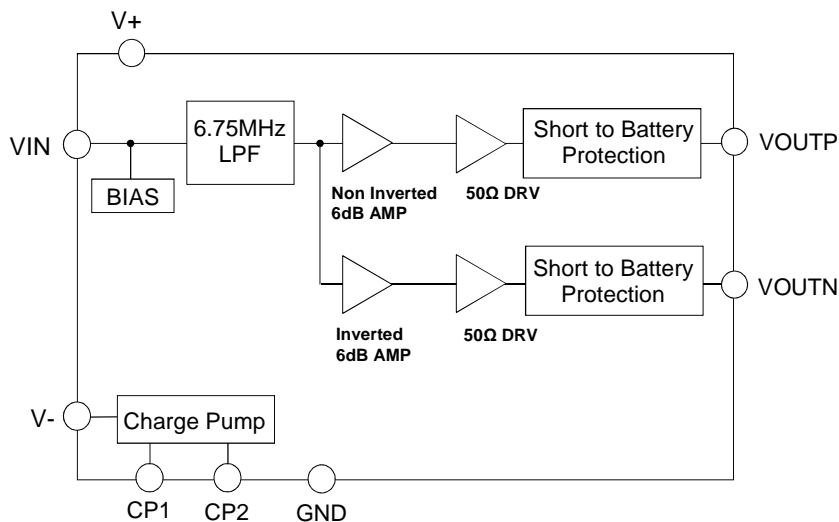 V+
VIN
BIAS
6.75MHz
LPF
Non Inverted
6dB AMP
50Ω DRV
Short to Battery
Protection
VOUTP
Inverted
6dB AMP
50Ω DRV
Short to Battery
Protection
VOUTN
V-
Charge Pump
CP1
CP2
GND